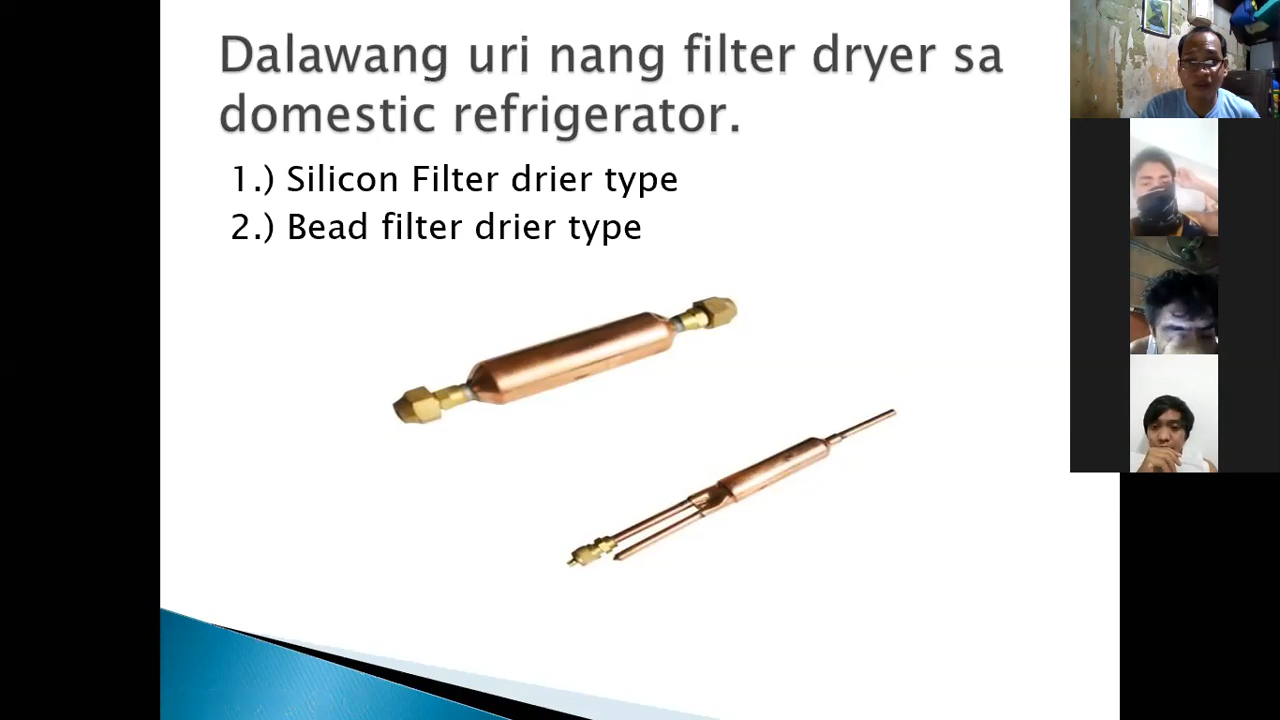 Dalawang uri nang filter dryer sa
domestic refrigerator.
1.) Silicon Filter drier type
2.) Bead filter drier type